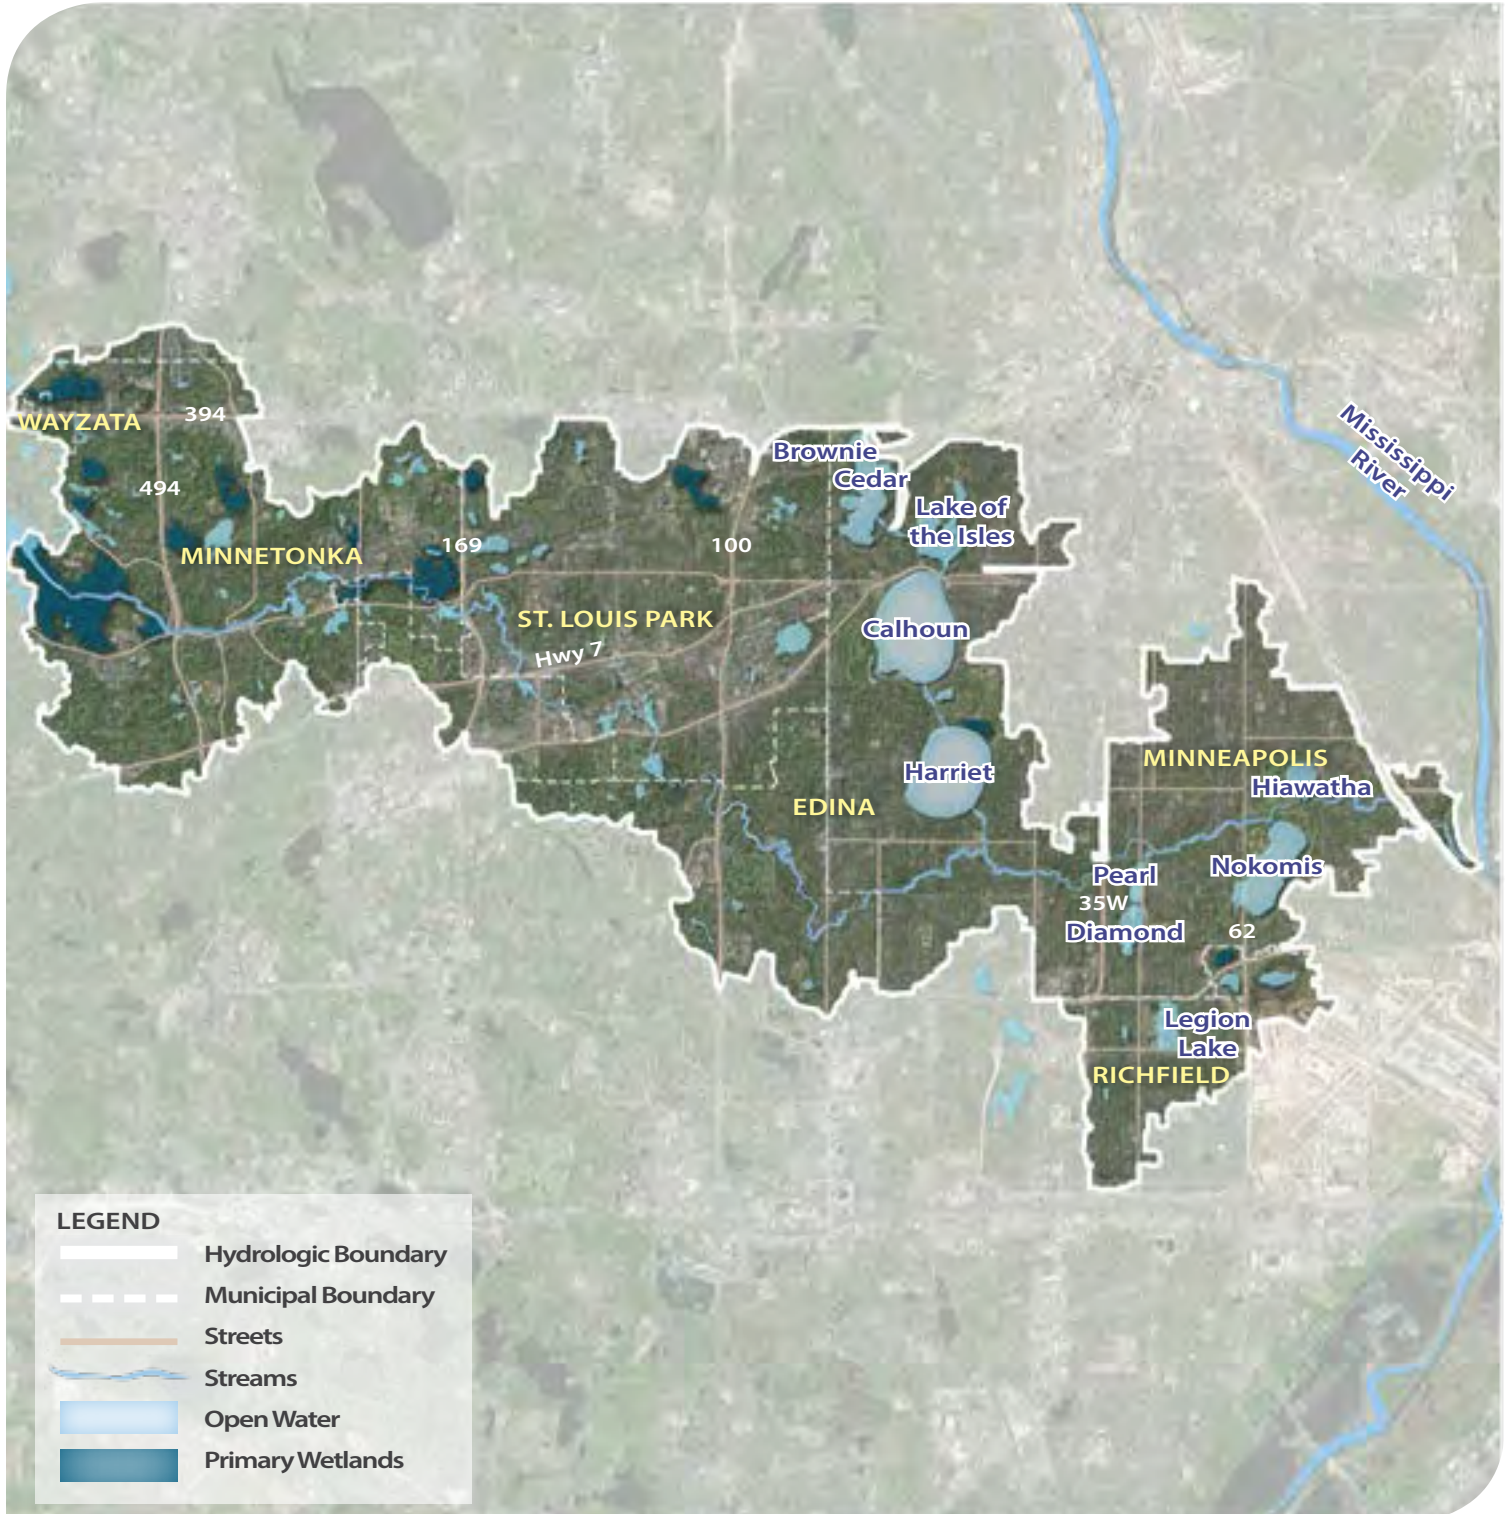 Mississippi
River
WAYZATA
394
Brownie
Cedar
494
Lake of
the Isles
MINNETONKA
169
100
ST. LOUIS PARK
Calhoun
Hwy 7
MINNEAPOLIS
Harriet
Hiawatha
EDINA
Nokomis
Pearl
35W
Diamond
62
Legion
Lake
RICHFIELD
LEGEND
Hydrologic Boundary
Municipal Boundary
Streets
Streams
Open Water
Primary Wetlands